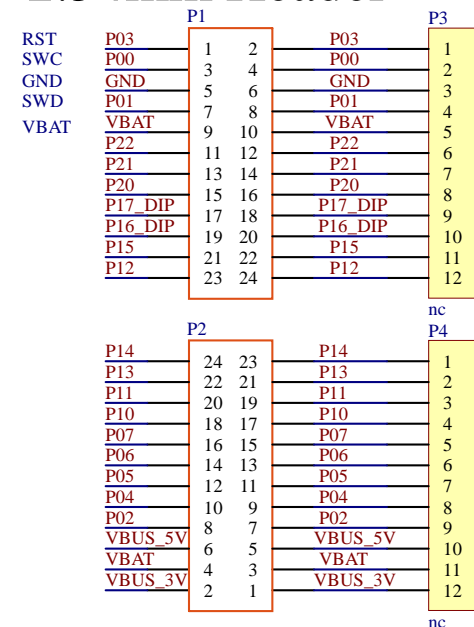 P1 P3
RST P03 1 2 P03 1
SWC P00 3 4 P00 2
GND GND 5 6 GND 3
SWD P01 7 8 P01 4
VBAT VBAT 9 10 VBAT 5
P22 11 12 P22 6
P21 13 14 P21 7
P20 15 16 P20 8
P17_DIP 17 18 P17_DIP 9
P16_DIP 19 20 P16_DIP 10
P15 21 22 P15 11
P12 23 24 P12 12
nc
P2 P4
P14 24 23 P14 1
P13 22 21 P13 2
P11 20 19 P11 3
P10 18 17 P10 4
P07 16 15 P07 5
P06 14 13 P06 6
P05 12 11 P05 7
P04 10 9 P04 8
P02 8 7 P02 9
VBUS_5V 6 5 VBUS_5V 10
VBAT 4 3 VBAT 11
VBUS_3V 2 1 VBUS_3V 12
nc